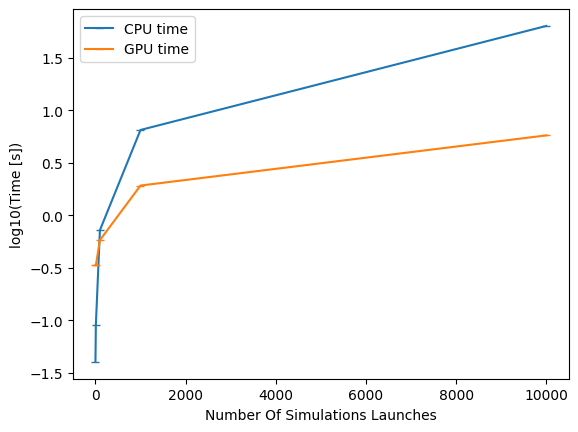 CPU time
GPU time
1.5
1.0
0.5
0.0
−0.5
−1.0
−1.5
log10(Time [s])
0 2000 4000 6000 8000 10000
Number Of Simulations Launches